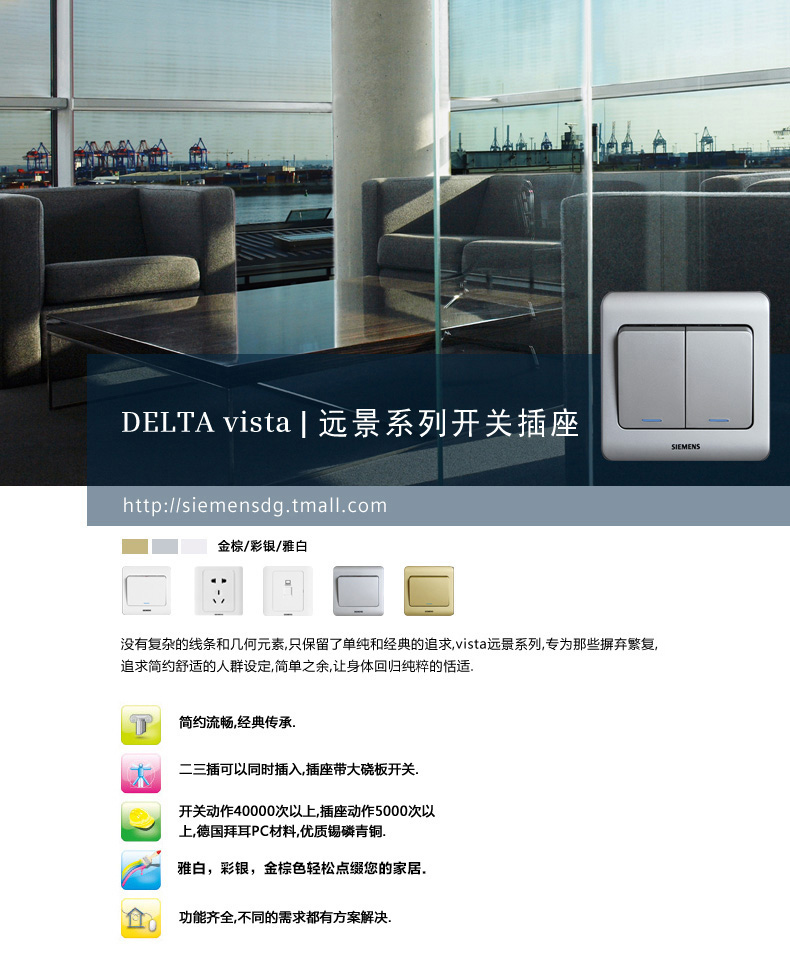 SIEMENS
DELTA vista | 远景系列开关插座
http://siemensdg.tmall.com
金棕/彩银/雅白
没有复杂的线条和几何元素,只保留了单纯和经典的追求,vista远景系列,专为那些摒弃繁复,
追求简约舒适的人群设定,简单之余,让身体回归纯粹的恬适.
简约流畅,经典传承.
二三插可以同时插入,插座带大硗板开关.
开关动作40000次以上,插座动作5000次以
上,德国拜耳PC材料,优质锡磷青铜.
雅白，彩银，金棕色轻松点缀您的家居.
功能齐全,不同的需求都有方案解决.